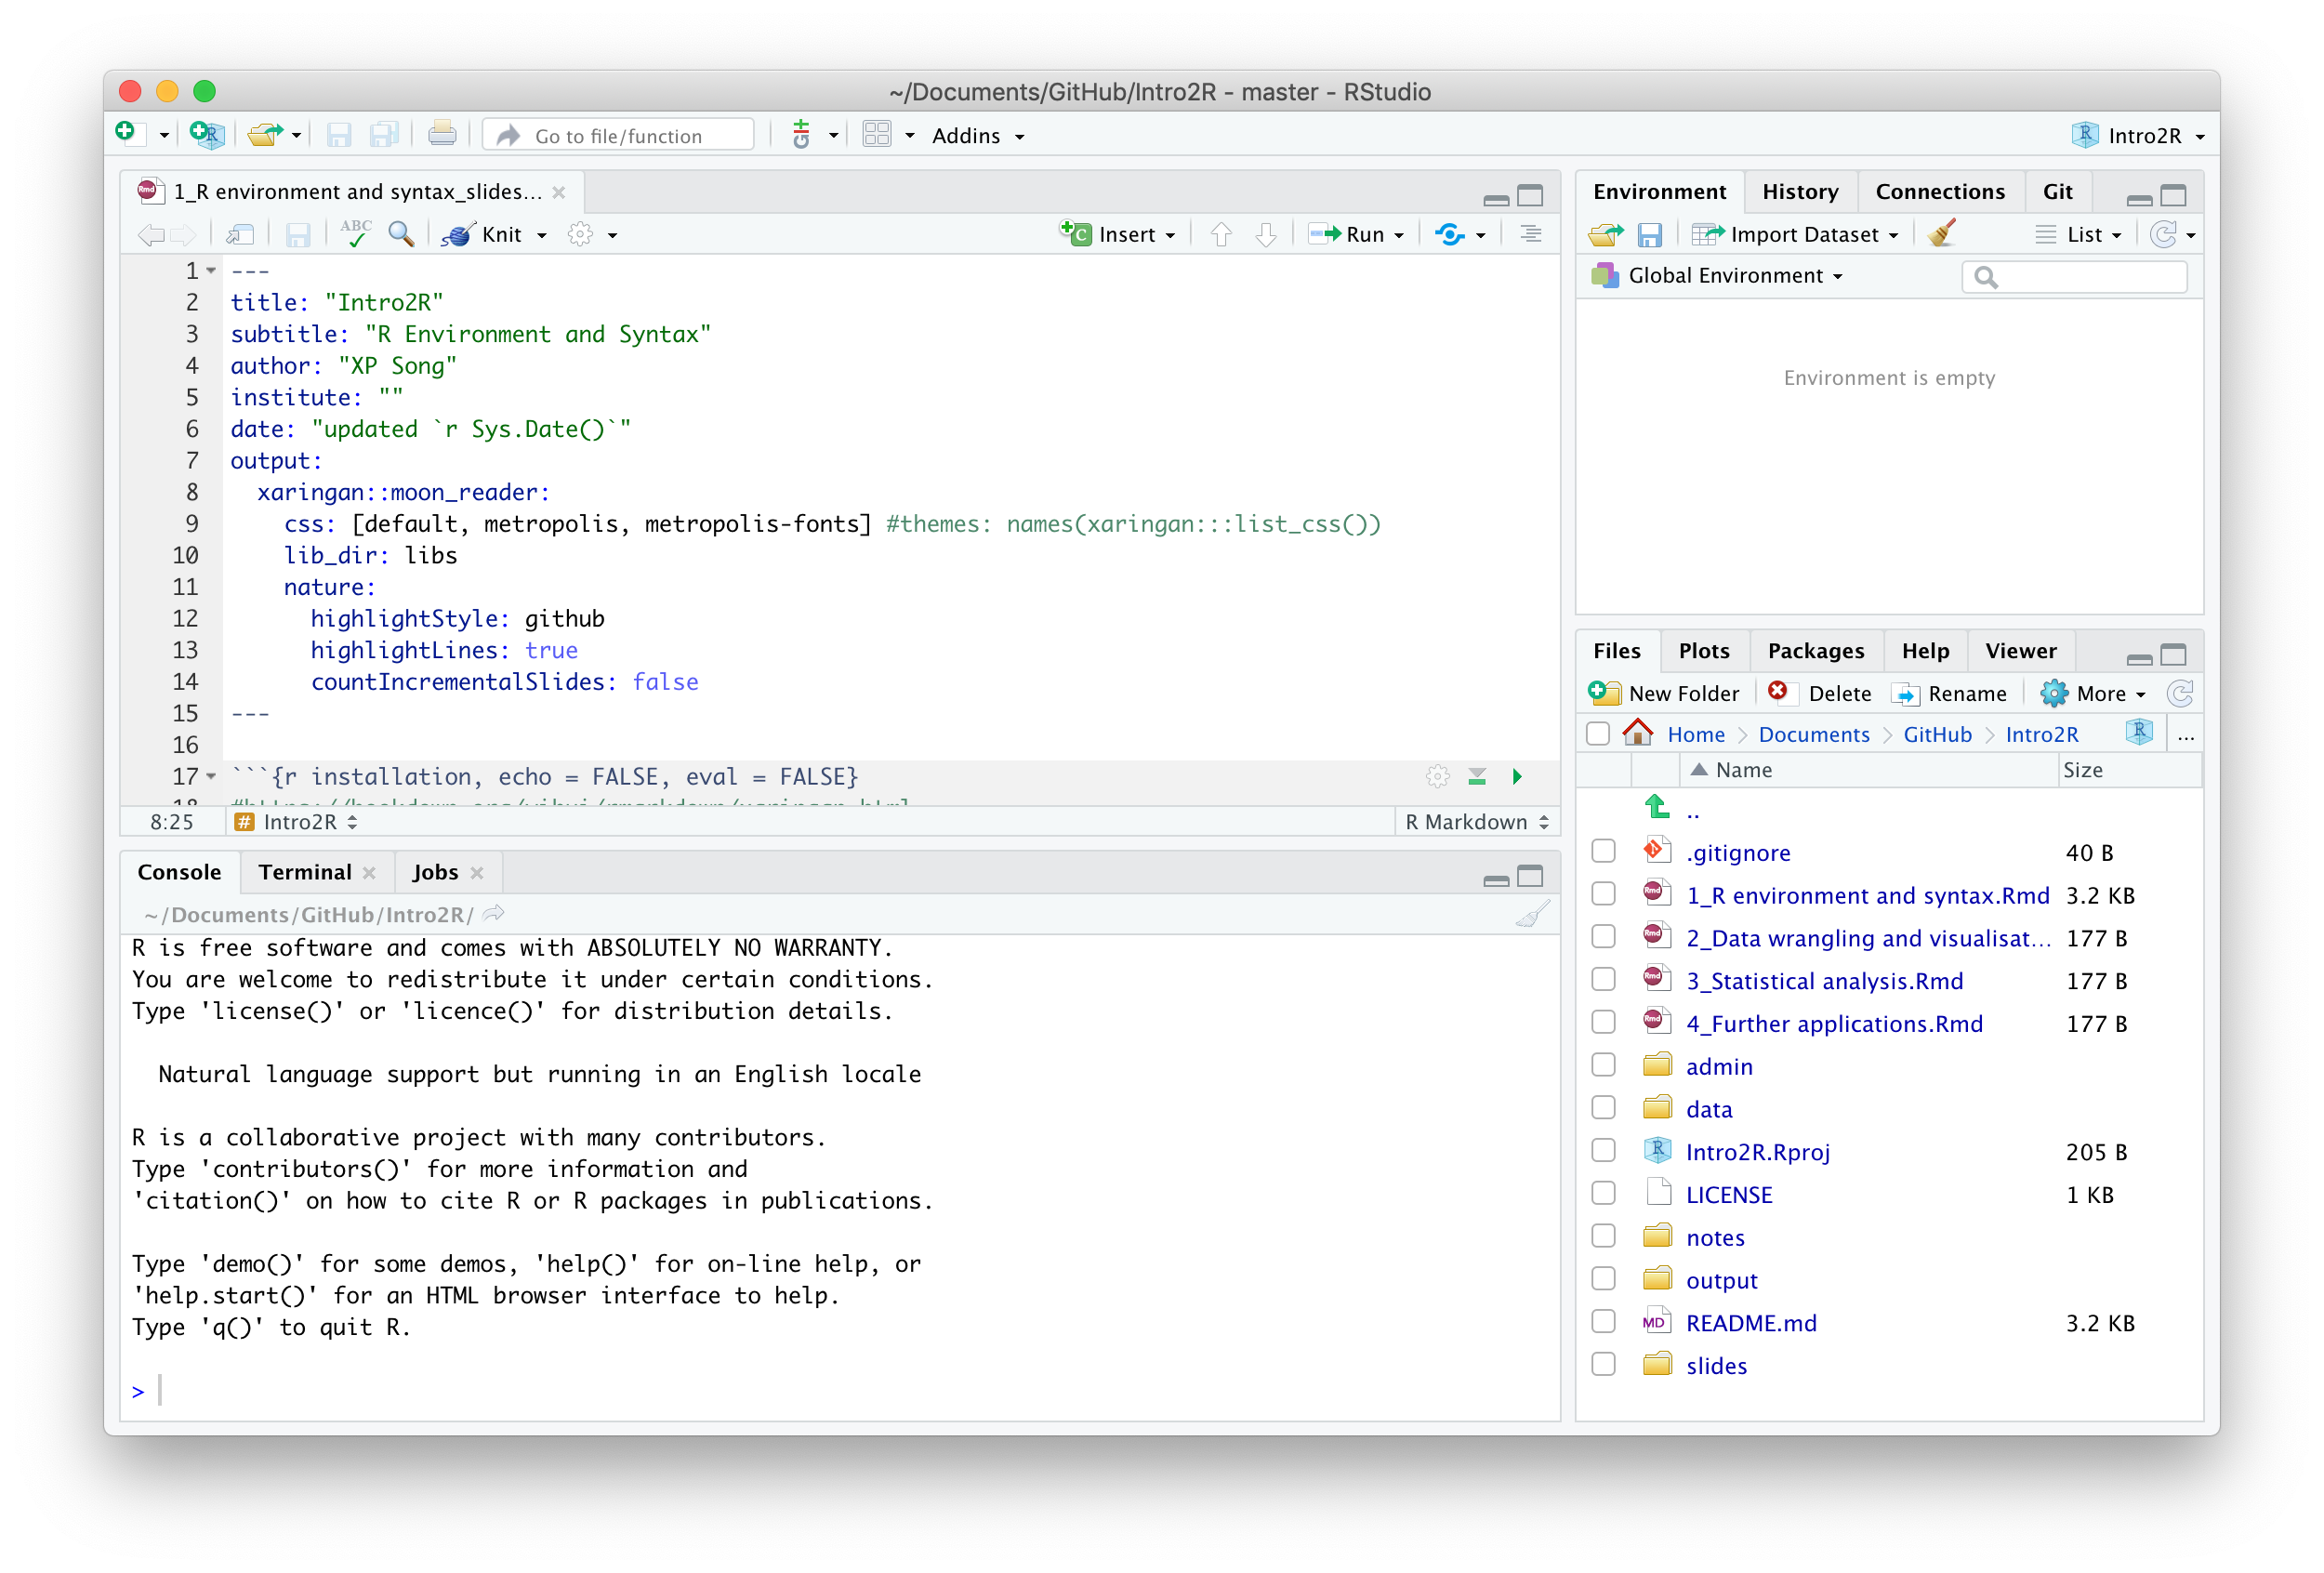 ~/Documents/GitHub/Intro2R - master - RStudio
Go to file/function
Addins
Intro2R
1_R environment and syntax_slides...
ABC
Knit
Insert
Run
1 ---
2 title: "Intro2R"
3 subtitle: "R Environment and Syntax"
4 author: "XP Song"
5 institute: ""
6 date: "updated `r Sys.Date()`"
7 output:
8   xaringan::moon_reader:
9     css: [default, metropolis, metropolis-fonts] #themes: names(xaringan:::list_css())
10     lib_dir: libs
11     nature:
12       highlightStyle: github
13       highlightLines: true
14       countIncrementalSlides: false
15 ---
16
17 ```{r installation, echo = FALSE, eval = FALSE}
18 #https://bookdown.org/yihui/rmarkdown/xaringan.html
8:25 # Intro2R R Markdown
Console Terminal Jobs
~/Documents/GitHub/Intro2R/
R is free software and comes with ABSOLUTELY NO WARRANTY.
You are welcome to redistribute it under certain conditions.
Type 'license()' or 'licence()' for distribution details.
  Natural language support but running in an English locale
R is a collaborative project with many contributors.
Type 'contributors()' for more information and
'citation()' on how to cite R or R packages in publications.
Type 'demo()' for some demos, 'help()' for on-line help, or
'help.start()' for an HTML browser interface to help.
Type 'q()' to quit R.
>
Environment History Connections Git
Import Dataset List
Global Environment
Environment is empty
Files Plots Packages Help Viewer
New Folder Delete Rename More
Home Documents GitHub Intro2R ...
Name Size
..
.gitignore 40 B
1_R environment and syntax.Rmd 3.2 KB
2_Data wrangling and visualisat... 177 B
3_Statistical analysis.Rmd 177 B
4_Further applications.Rmd 177 B
admin
data
Intro2R.Rproj 205 B
LICENSE 1 KB
notes
output
README.md 3.2 KB
slides